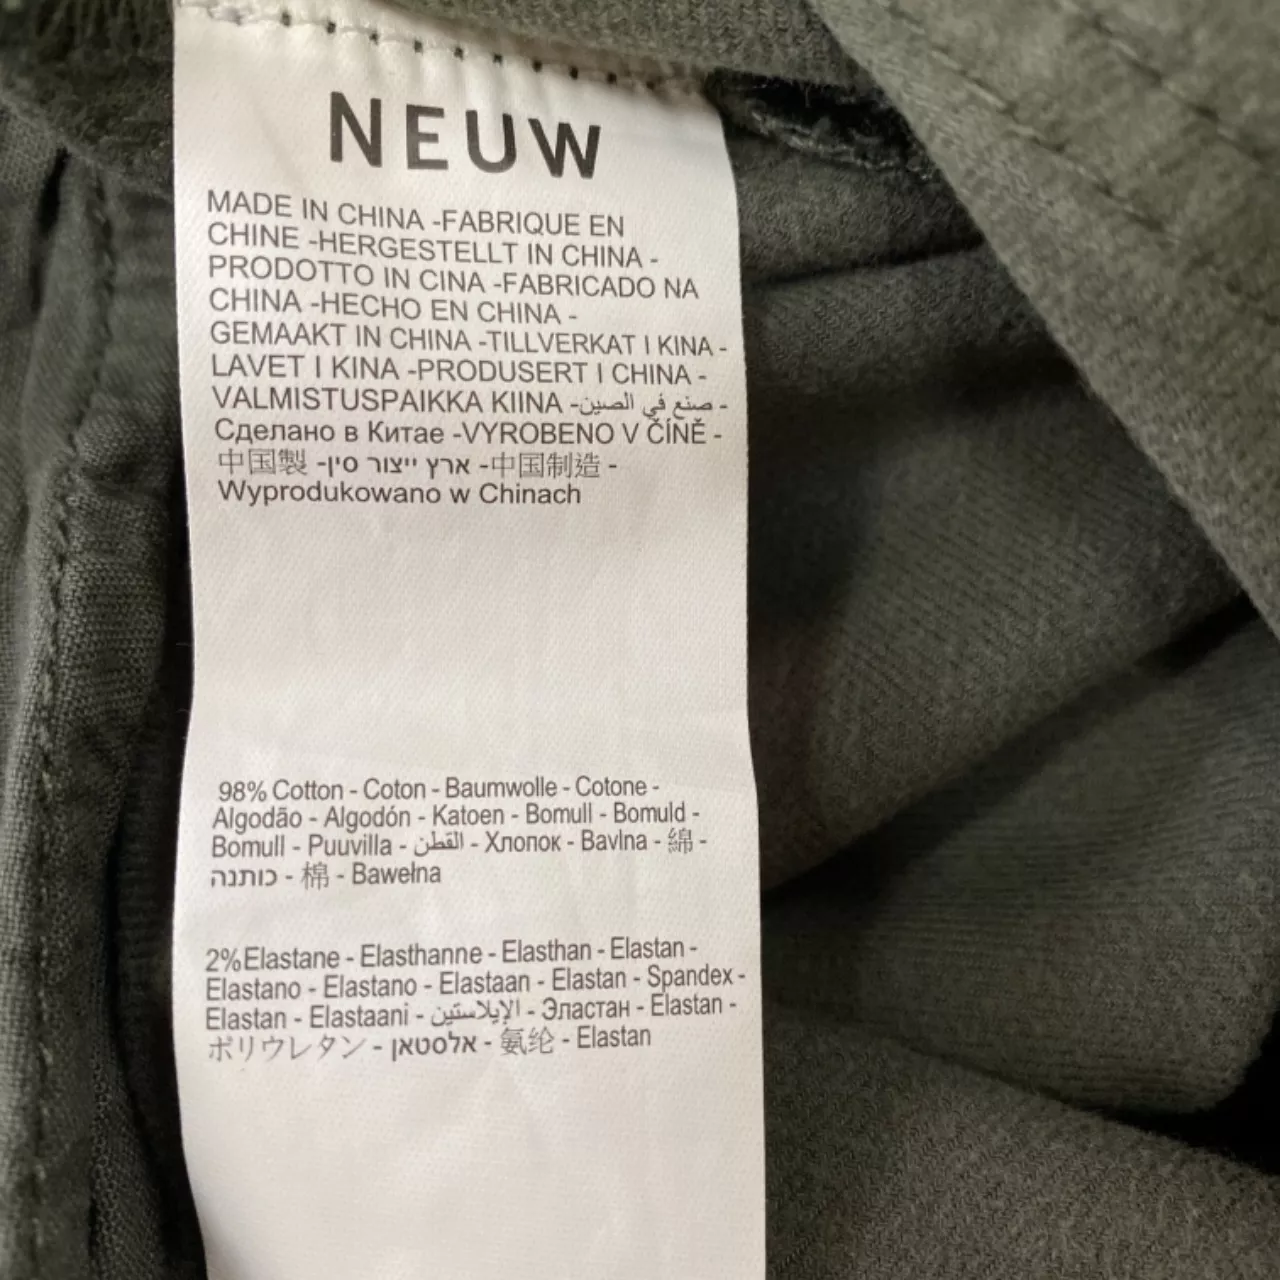 NEUW
MADE IN CHINA -FABRIQUE EN
CHINE -HERGESTELLT IN CHINA -
PRODOTTO IN CINA -FABRICADO NA
CHINA -HECHO EN CHINA -
GEMAAKT IN CHINA -TILLVERKAT I KINA -
LAVET I KINA -PRODUSERT I CHINA -
VALMISTUSPAIKKA KIINA -صنع في الصين -
Сделано в Китае -VYROBENO V ČÍNĚ -
中国製 -ארץ ייצור סין -中国制造 -
Wyprodukowano w Chinach
98% Cotton - Coton - Baumwolle - Cotone -
Algodão - Algodón - Katoen - Bomull - Bomuld -
Bomull - Puuvilla - القطن - Хлопок - Bavlna - 綿 -
כותנה - 棉 - Bawełna
2%Elastane - Elasthanne - Elasthan - Elastan -
Elastano - Elastano - Elastaan - Elastan - Spandex -
Elastan - Elastaani - الإيلاستين - Эластан - Elastan -
ポリウレタン - אלסטאן - 氨纶 - Elastan